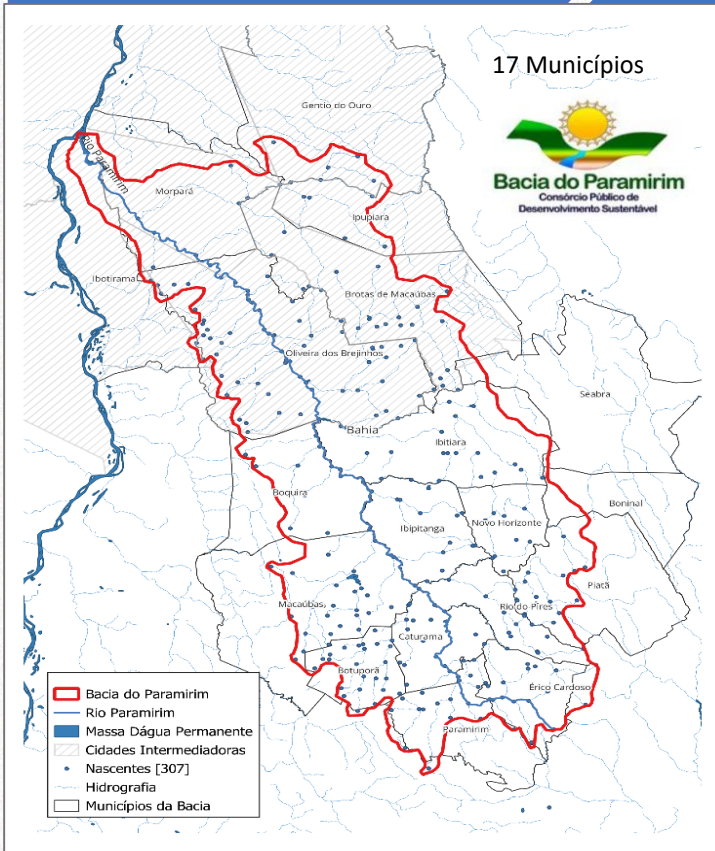 17 Municípios
Bacia do Paramirim
Consórcio Público de
Desenvolvimento Sustentável
Gentio do Ouro
Rio Paramirim
Morpará
Ipupiara
Ibotirama
Brotas de Macaúbas
Oliveira dos Brejinhos
Seabra
Bahia
Ibitiara
Boquira
Boninal
Ibipitanga
Novo Horizonte
Piatã
Macaúbas
Rio do Pires
Caturama
Botuporã
Érico Cardoso
Paramirim
Bacia do Paramirim
Rio Paramirim
Massa Dágua Permanente
Cidades Intermediadoras
Nascentes [307]
Hidrografia
Municípios da Bacia